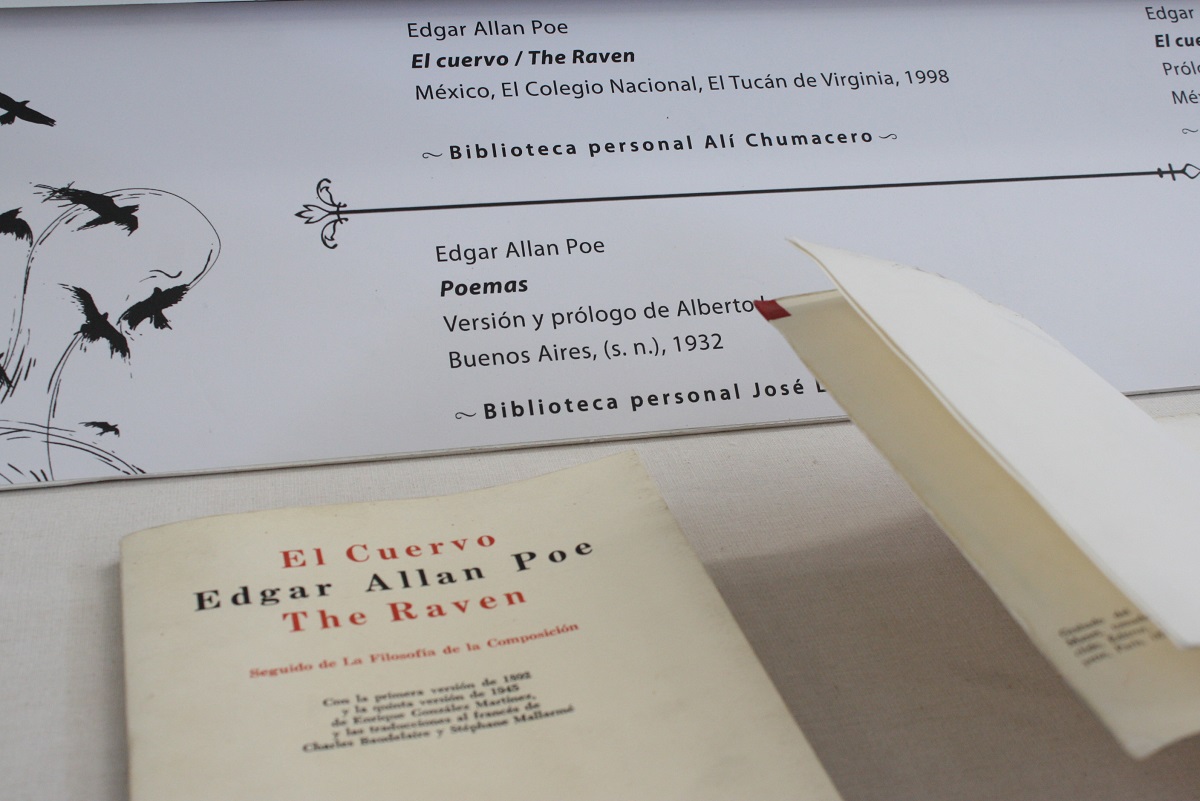 Edgar Allan Poe
El cuervo / The Raven
México, El Colegio Nacional, El Tucán de Virginia, 1998
Biblioteca personal Alí Chumacero
Edgar
El
Edgar Allan Poe
Poemas
Versión y prólogo de Alberto
Buenos Aires, (s. n.), 1932
Biblioteca personal José
El Cuervo
Edgar Allan Poe
The Raven
Seguido de La Filosofía de la Composición
Con la primera versión de 1892
y la quinta versión de 1945
de Enrique González Martínez,
y las traducciones al francés de
Charles Baudelaire y Stéphane Mallarmé